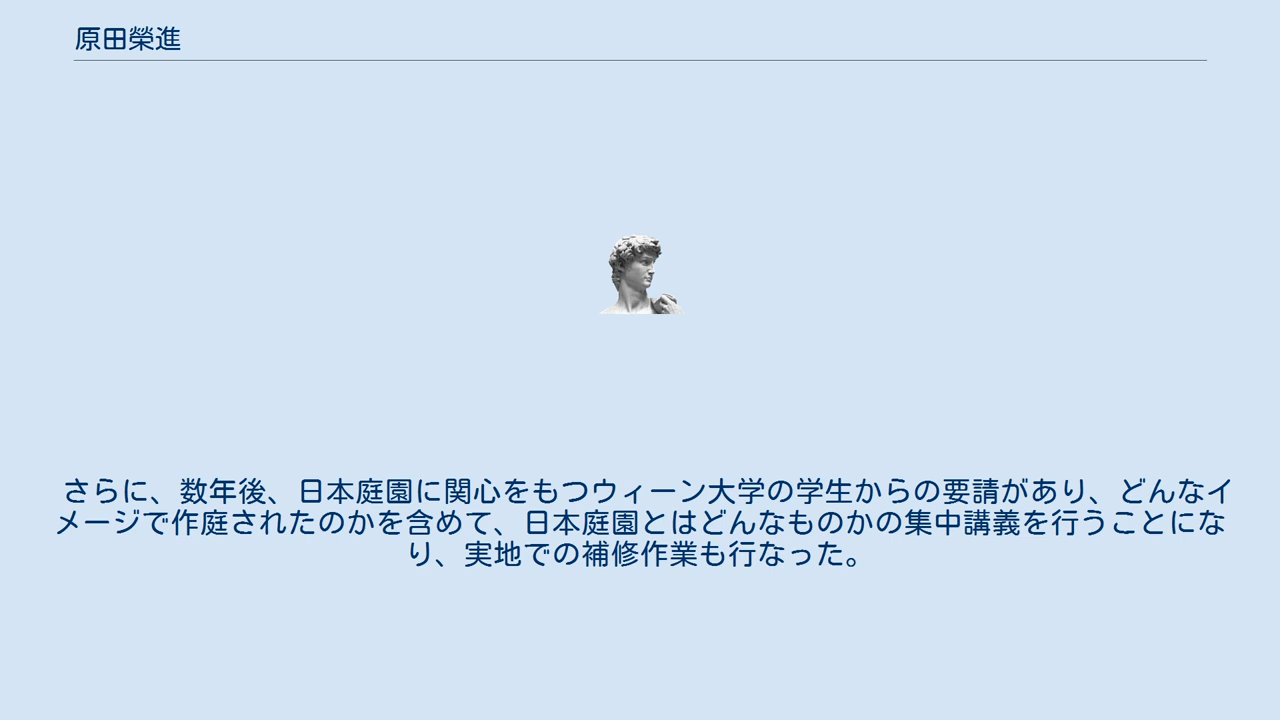 原田榮進
さらに、数年後、日本庭園に関心をもつウィーン大学の学生からの要請があり、どんなイ
メージで作庭されたのかを含めて、日本庭園とはどんなものかの集中講義を行うことにな
り、実地での補修作業も行なった。